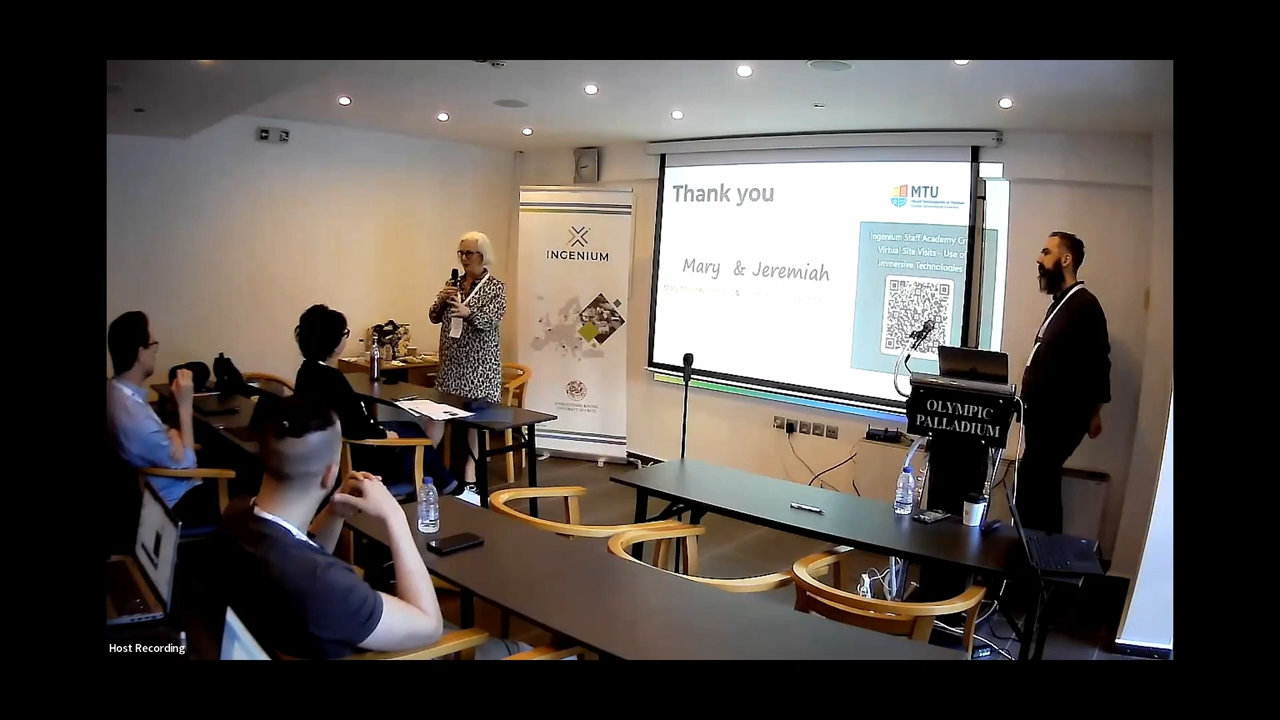 INGENIUM
Thank you
MTU
Ingenium Staff Academy
Virtual Site Visits - Use of
Immersive Technologies
Mary & Jeremiah
OLYMPIC
PALLADIUM
Host Recording